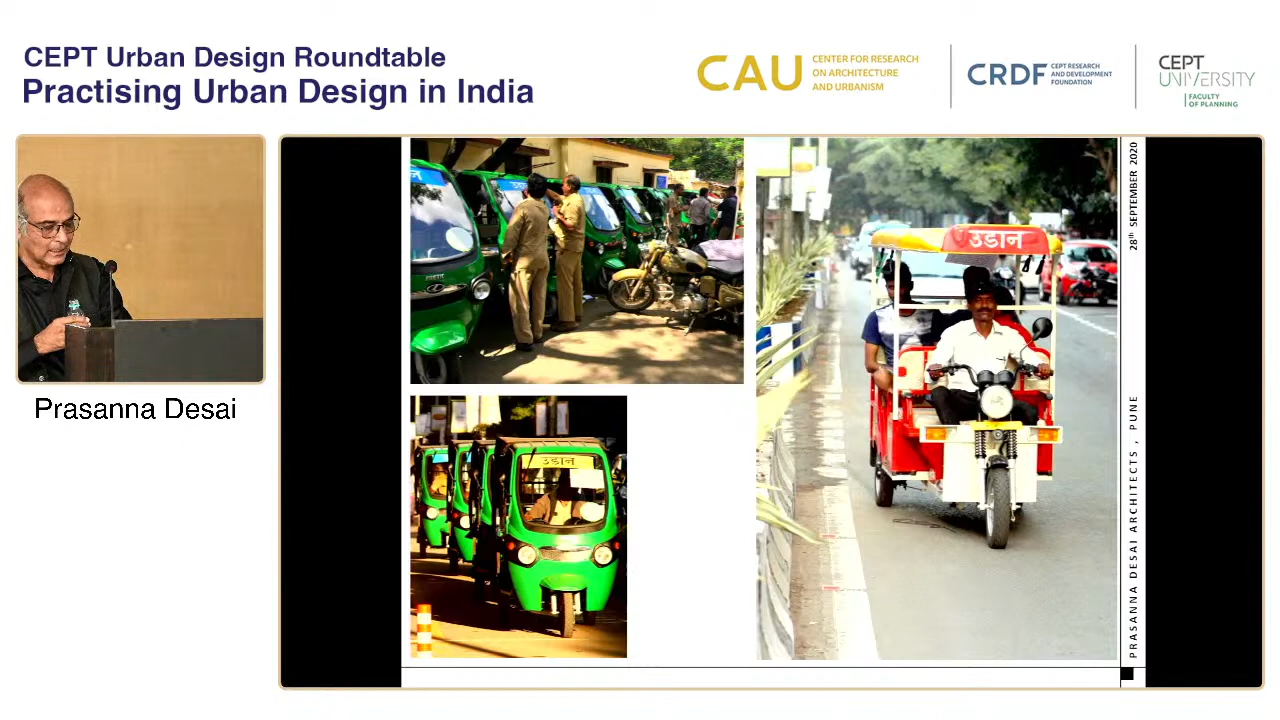 CEPT Urban Design Roundtable
Practising Urban Design in India
CAU
CENTER FOR RESEARCH
ON ARCHITECTURE
AND URBANISM
CRDF
CEPT RESEARCH
AND DEVELOPMENT
FOUNDATION
CEPT
UNIVERSITY
FACULTY
OF PLANNING
Prasanna Desai
उडान
उडान
PRASANNA DESAI ARCHITECTS, PUNE
28th SEPTEMBER 2020